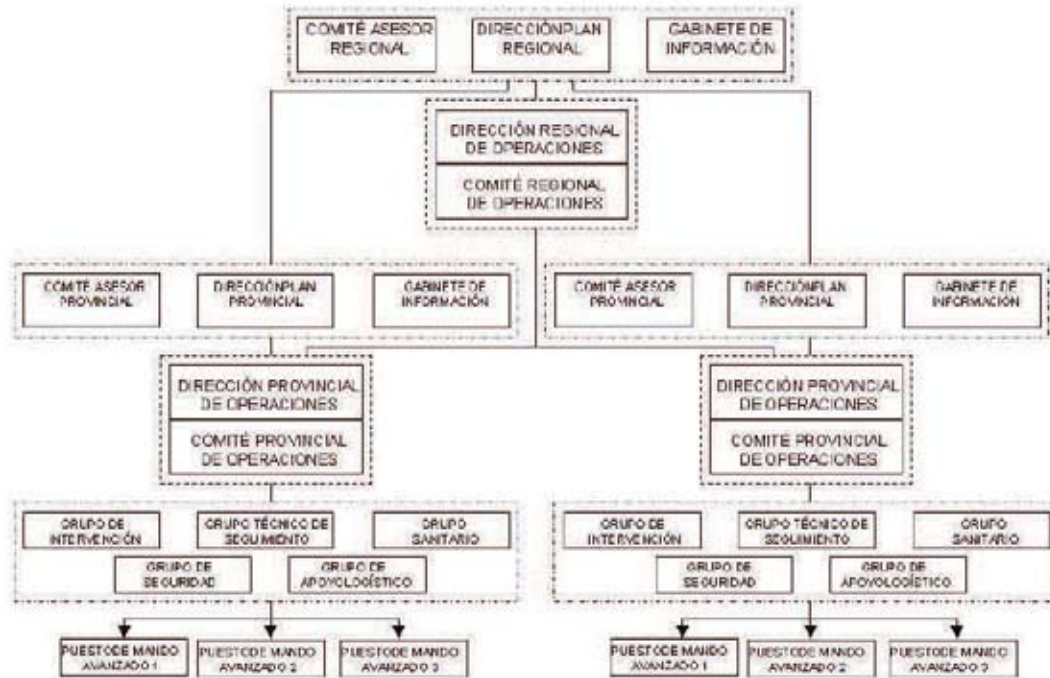 COMITÉ ASESOR
REGIONAL
DIRECCIÓNPLAN
REGIONAL
GABINETE DE
INFORMACIÓN
DIRECCIÓN REGIONAL
DE OPERACIONES
COMITÉ REGIONAL
DE OPERACIONES
COMITÉ ASESOR
PROVINCIAL
DIRECCIÓNPLAN
PROVINCIAL
GABINETE DE
INFORMACIÓN
COMITÉ ASESOR
PROVINCIAL
DIRECCIÓNPLAN
PROVINCIAL
GABINETE DE
INFORMACIÓN
DIRECCIÓN PROVINCIAL
DE OPERACIONES
COMITÉ PROVINCIAL
DE OPERACIONES
DIRECCIÓN PROVINCIAL
DE OPERACIONES
COMITÉ PROVINCIAL
DE OPERACIONES
GRUPO DE
INTERVENCIÓN
GRUPO TÉCNICO DE
SEGUIMIENTO
GRUPO
SANITARIO
GRUPO DE
SEGURIDAD
GRUPO DE
APOYOLOGÍSTICO
GRUPO DE
INTERVENCIÓN
GRUPO TÉCNICO DE
SEGUIMIENTO
GRUPO
SANITARIO
GRUPO DE
SEGURIDAD
GRUPO DE
APOYOLOGÍSTICO
PUESTODE MANDO
AVANZADO 1
PUESTODE MANDO
AVANZADO 2
PUESTODE MANDO
AVANZADO 3
PUESTODE MANDO
AVANZADO 1
PUESTODE MANDO
AVANZADO 2
PUESTODE MANDO
AVANZADO 3